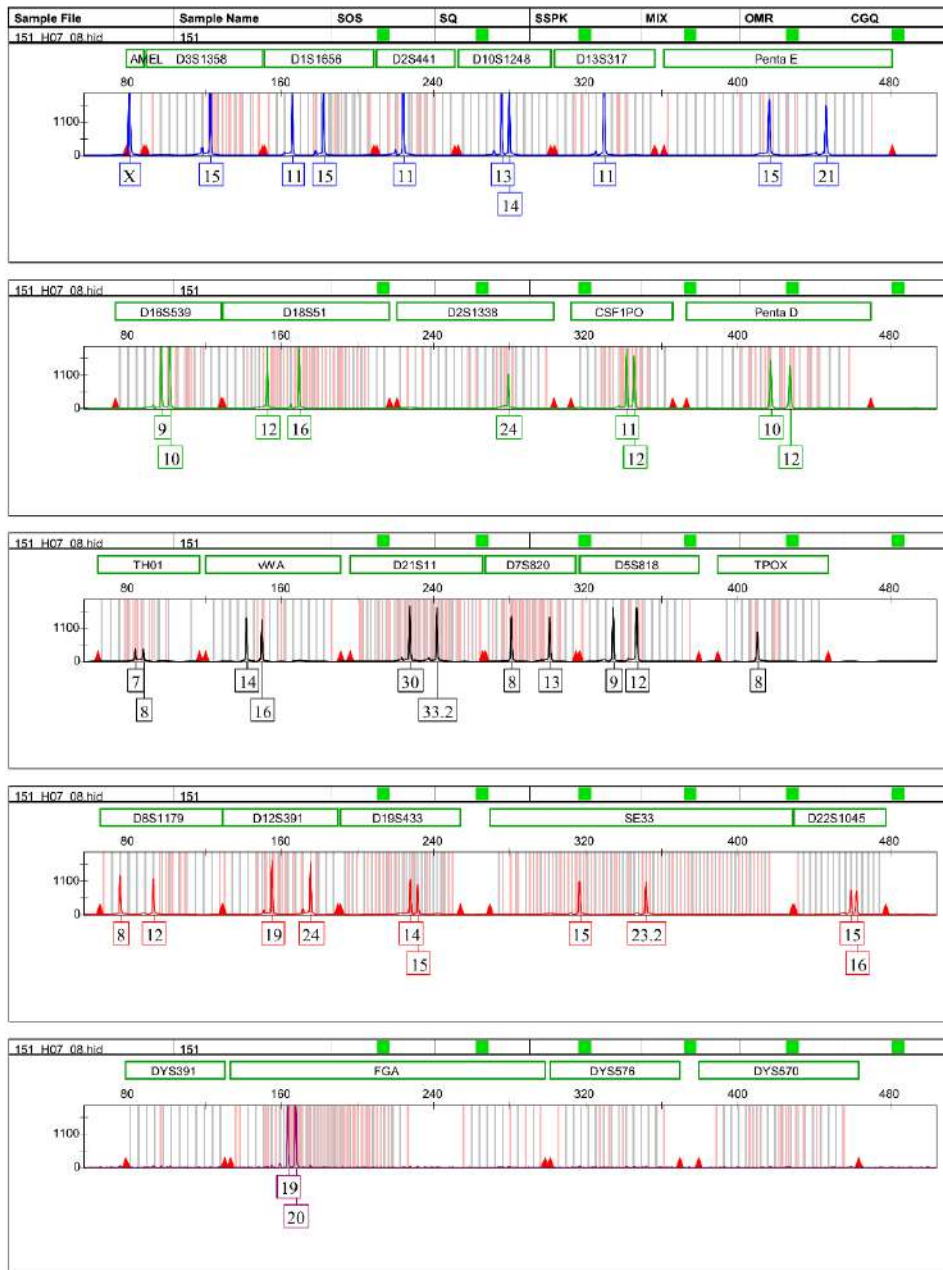 Sample File Sample Name SOS SQ SSPK MIX OMR CGQ
151_H07_08.hid 151
AMEL D3S1358 D1S1656 D2S441 D10S1248 D13S317 Penta E
80 160 240 320 400 480
1100
0
X 15 11 15 11 13 11 15 21
14
151_H07_08.hid 151
D16S539 D18S51 D2S1338 CSF1PO Penta D
80 160 240 320 400 480
1100
0
9 12 16 24 11 10
10 12 12
151_H07_08.hid 151
TH01 vWA D21S11 D7S820 D5S818 TPOX
80 160 240 320 400 480
1100
0
7 14 30 8 13 9 12 8
8 16 33.2
151_H07_08.hid 151
D8S1179 D12S391 D19S433 SE33 D22S1045
80 160 240 320 400 480
1100
0
8 12 19 24 14 15 23.2 15
15 16
151_H07_08.hid 151
DYS391 FGA DYS576 DYS570
80 160 240 320 400 480
1100
0
19
20